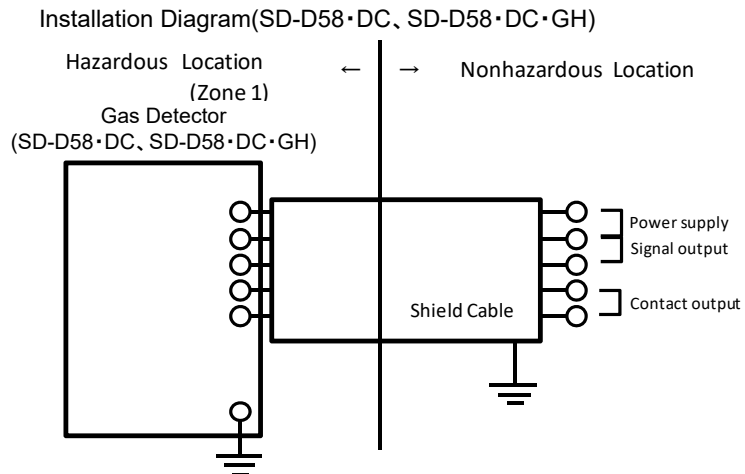 Installation Diagram(SD-D58・DC、SD-D58・DC・GH)
Hazardous Location
(Zone 1)
← → Nonhazardous Location
Gas Detector
(SD-D58・DC、SD-D58・DC・GH)
Power supply
Signal output
Contact output
Shield Cable